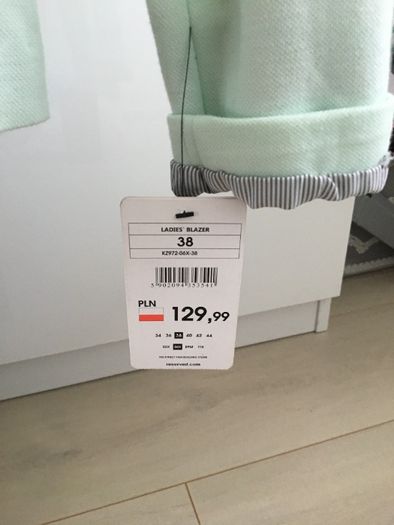 LADIES' BLAZER
38
KZ972-06X-38
5 902094 353541
PLN
129,99
34 36 38 40 42 44
reserved.com